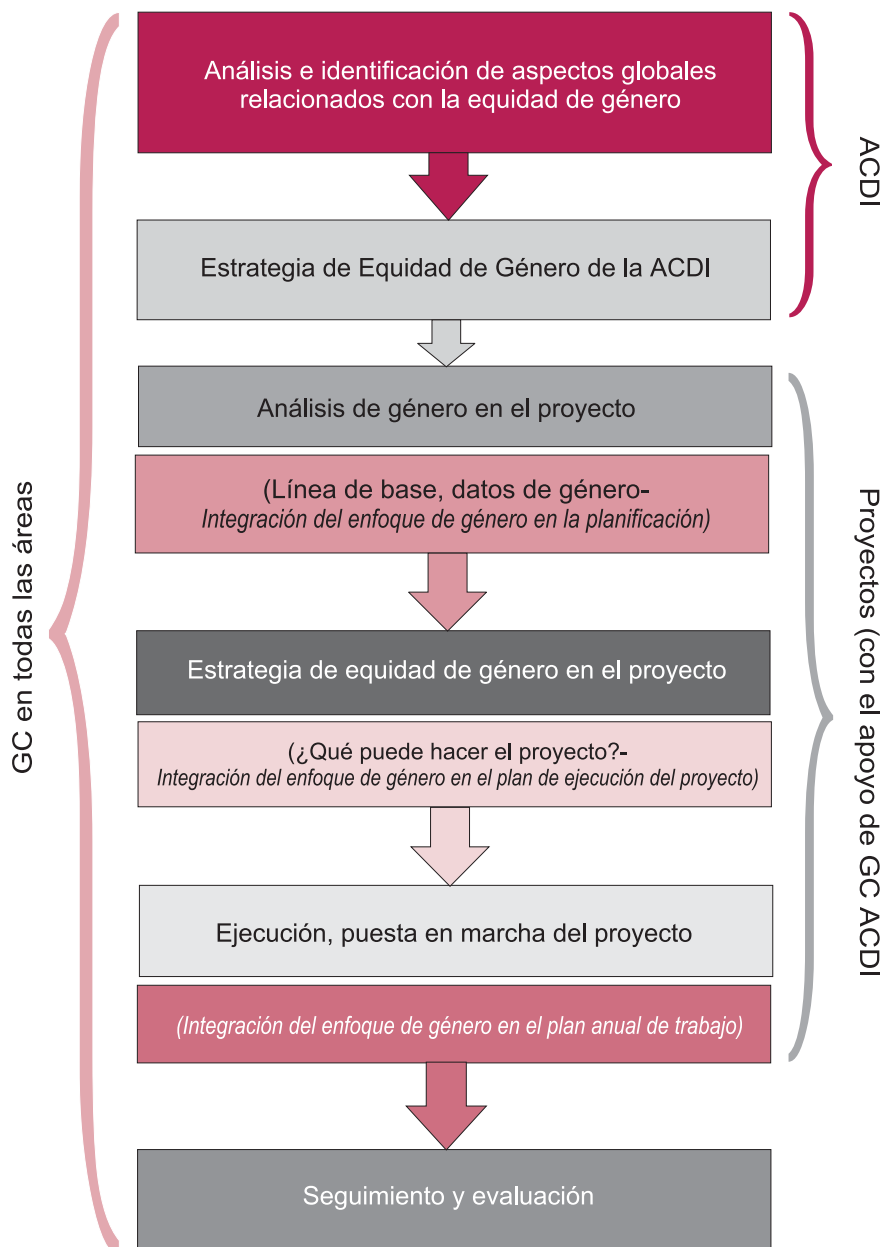 Análisis e identificación de aspectos globales
relacionados con la equidad de género
ACDI
Estrategia de Equidad de Género de la ACDI
Análisis de género en el proyecto
(Línea de base, datos de género-
Integración del enfoque de género en la planificación)
GC en todas las áreas
Proyectos (con el apoyo de GC ACDI
Estrategia de equidad de género en el proyecto
(¿Qué puede hacer el proyecto?-
Integración del enfoque de género en el plan de ejecución del proyecto)
Ejecución, puesta en marcha del proyecto
(Integración del enfoque de género en el plan anual de trabajo)
Seguimiento y evaluación